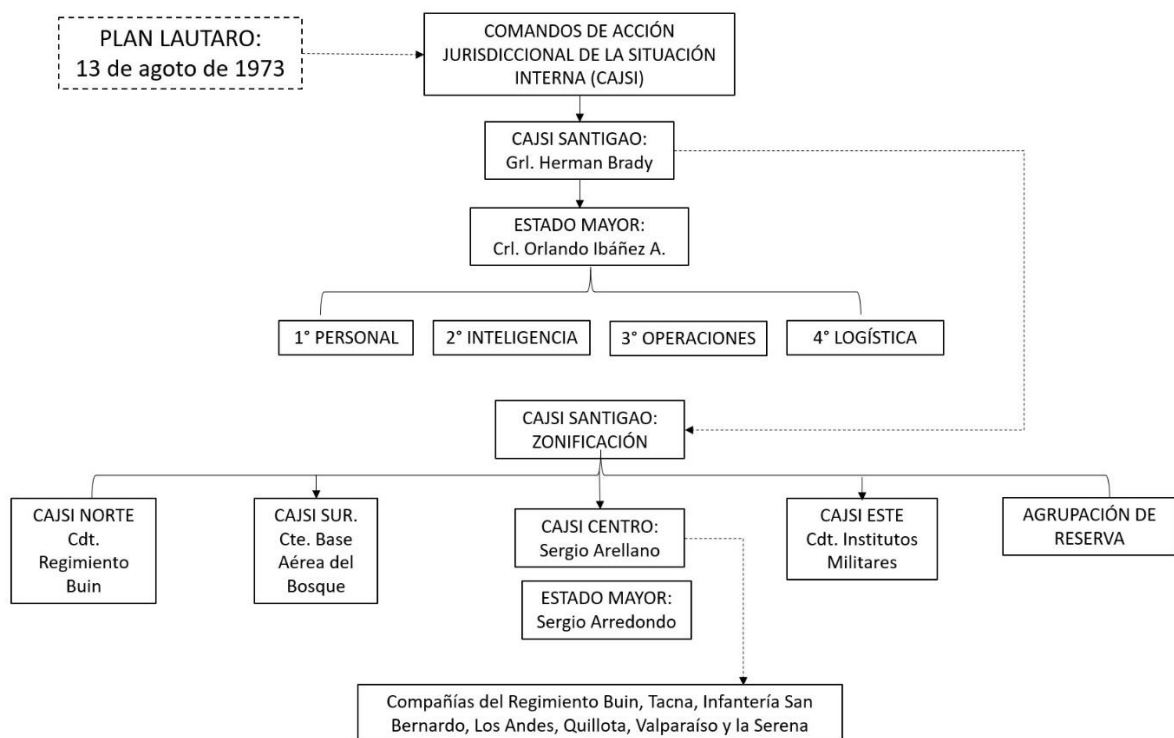 PLAN LAUTARO:
13 de agoto de 1973
COMANDOS DE ACCIÓN
JURISDICCIONAL DE LA SITUACIÓN
INTERNA (CAJSI)
CAJSI SANTIGAO:
Grl. Herman Brady
ESTADO MAYOR:
Crl. Orlando Ibáñez A.
1° PERSONAL
2° INTELIGENCIA
3° OPERACIONES
4° LOGÍSTICA
CAJSI SANTIGAO:
ZONIFICACIÓN
CAJSI NORTE
Cdt.
Regimiento
Buin
CAJSI SUR.
Cte. Base
Aérea del
Bosque
CAJSI CENTRO:
Sergio Arellano
ESTADO MAYOR:
Sergio Arredondo
CAJSI ESTE
Cdt. Institutos
Militares
AGRUPACIÓN DE
RESERVA
Compañías del Regimiento Buin, Tacna, Infantería San
Bernardo, Los Andes, Quillota, Valparaíso y la Serena